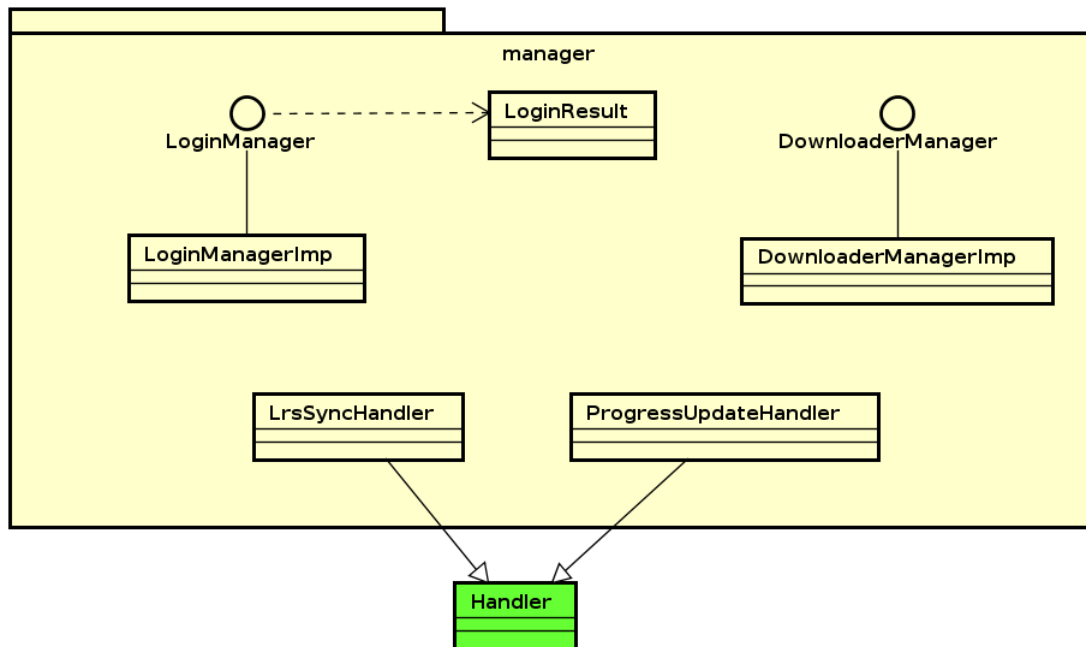 manager
LoginResult
LoginManager
DownloaderManager
LoginManagerImp
DownloaderManagerImp
LrsSyncHandler
ProgressUpdateHandler
Handler